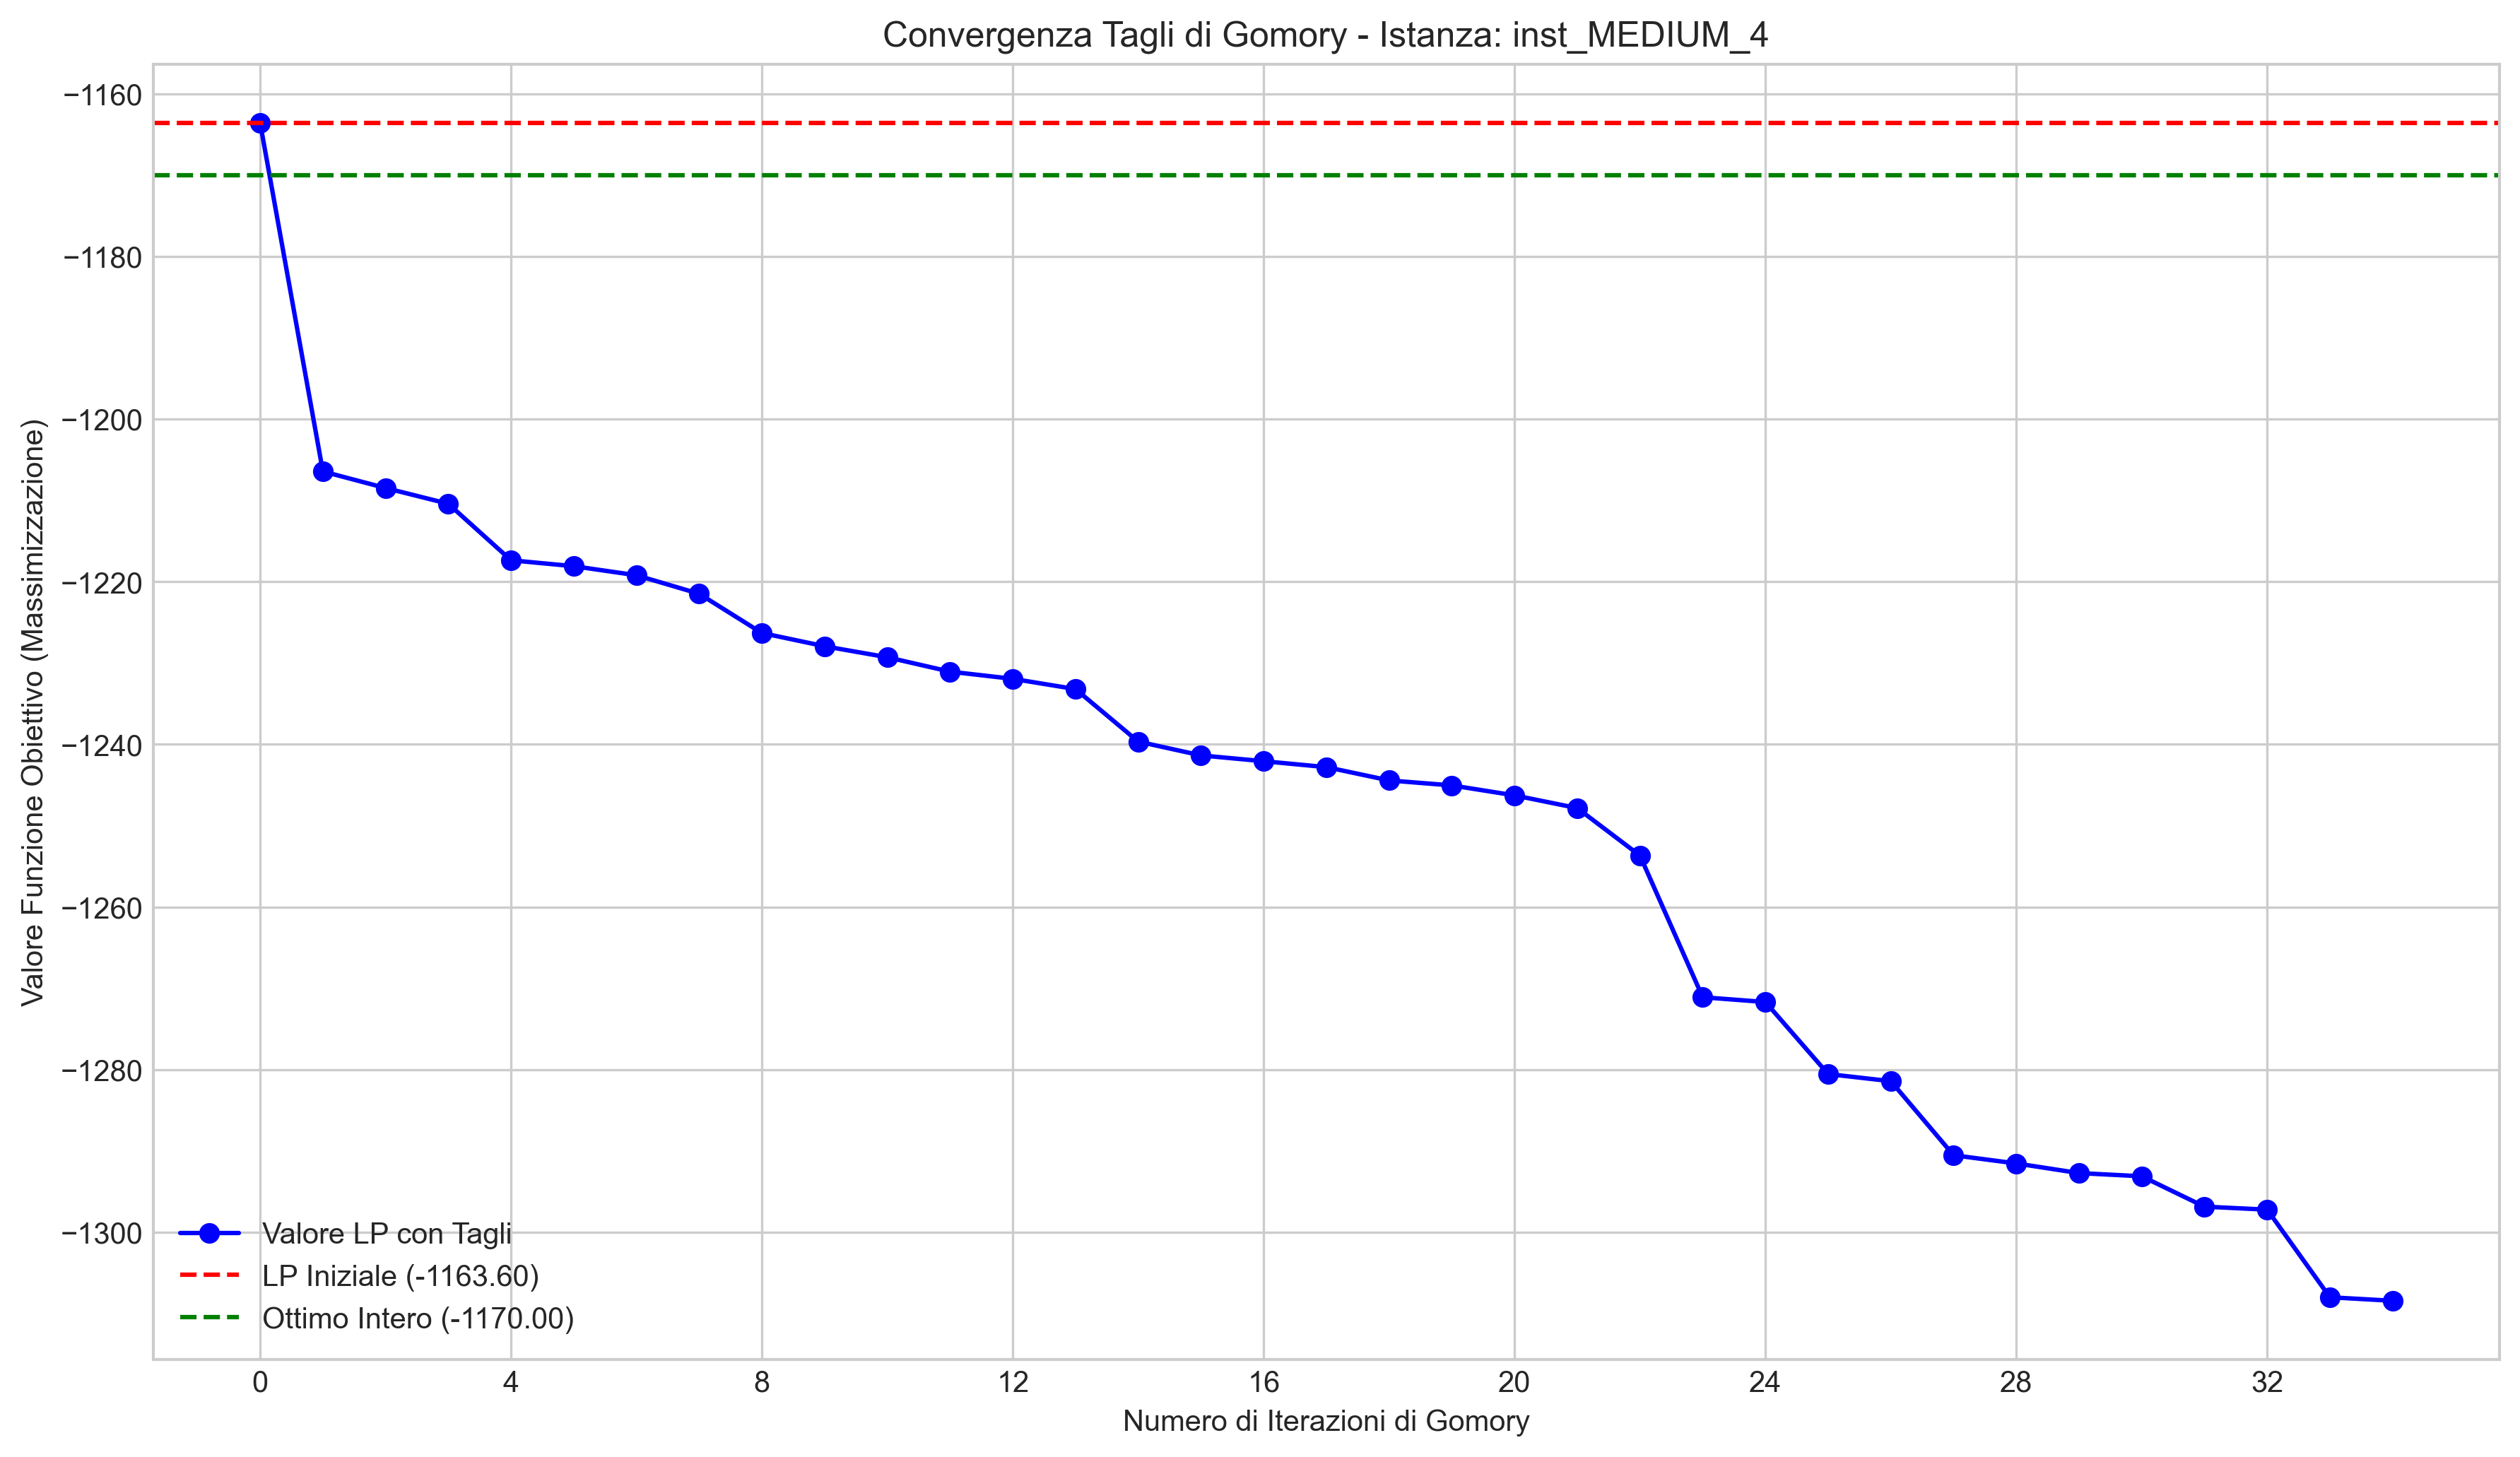 Convergenza Tagli di Gomory - Istanza: inst_MEDIUM_4
Valore Funzione Obiettivo (Massimizzazione)
−1160
−1180
−1200
−1220
−1240
−1260
−1280
−1300
Valore LP con Tagli
LP Iniziale (-1163.60)
Ottimo Intero (-1170.00)
0 4 8 12 16 20 24 28 32
Numero di Iterazioni di Gomory